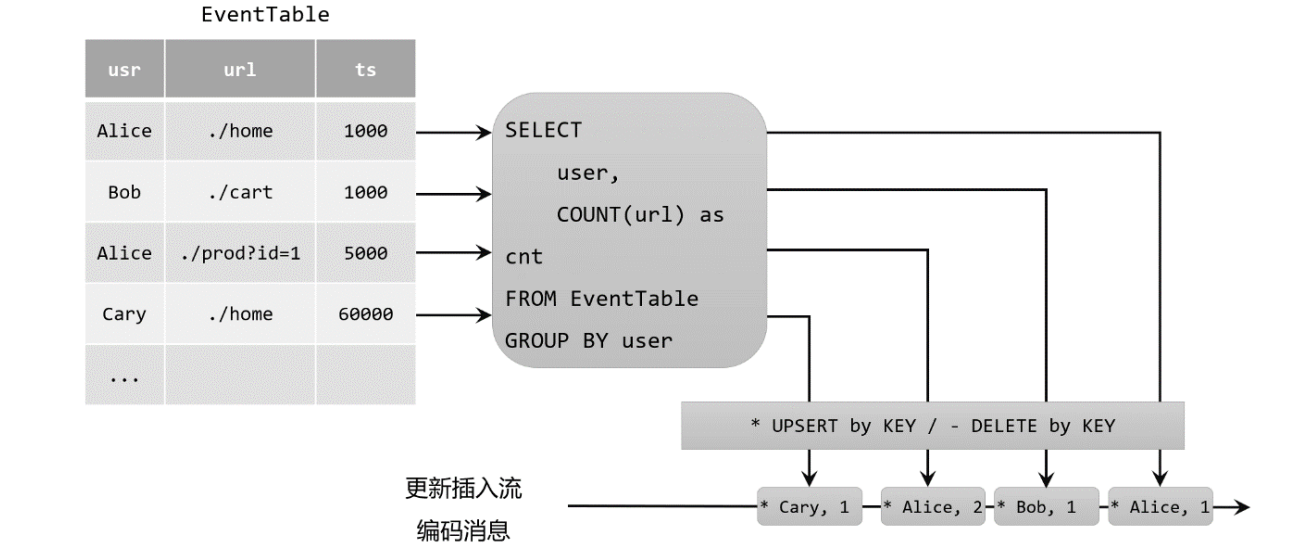 EventTable
usr url ts
Alice ./home 1000
Bob ./cart 1000
Alice ./prod?id=1 5000
Cary ./home 60000
...
SELECT
user,
COUNT(url) as
cnt
FROM EventTable
GROUP BY user
* UPSERT by KEY / - DELETE by KEY
更新插入流
编码消息
* Cary, 1 * Alice, 2 * Bob, 1 * Alice, 1